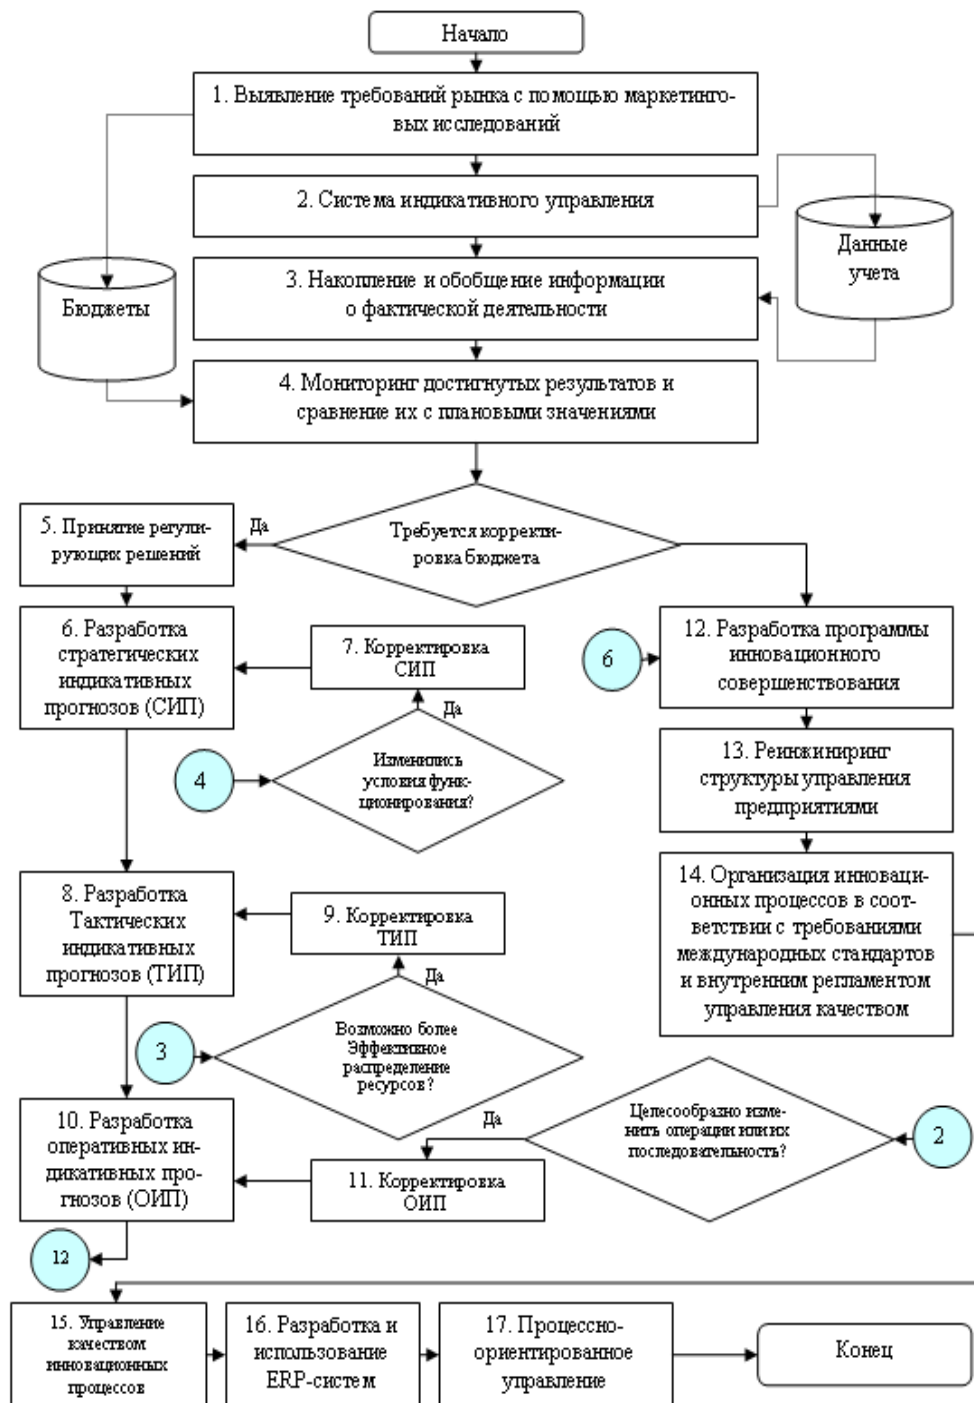 Начало
1. Выявление требований рынка с помощью маркетинго-
вых исследований
2. Система индикативного управления
Данные
учета
3. Накопление и обобщение информации
о фактической деятельности
Бюджеты
4. Мониторинг достигнутых результатов и
сравнение их с плановыми значениями
5. Принятие регули-
рующих решений
Да
Требуется корректи-
ровка бюджета
6. Разработка
стратегических
индикативных
прогнозов (СИП)
7. Корректировка
СИП
Да
6
12. Разработка программы
инновационного
совершенствования
4
Изменились
условия функ-
ционирования?
13. Реинжиниринг
структуры управления
предприятиями
8. Разработка
Тактических
индикативных
прогнозов (ТИП)
9. Корректировка
ТИП
Да
14. Организация инноваци-
онных процессов в соот-
ветствии с требованиями
международных стандартов
и внутренним регламентом
управления качеством
3
Возможно более
Эффективное
распределение
ресурсов?
10. Разработка
оперативных ин-
дикативных про-
гнозов (ОИП)
Да
Целесообразно изме-
нить операции или их
последовательность?
2
11. Корректировка
ОИП
12
15. Управление
качеством
инновационных
процессов
16. Разработка и
использование
ERP-систем
17. Процессно-
ориентированное
управление
Конец